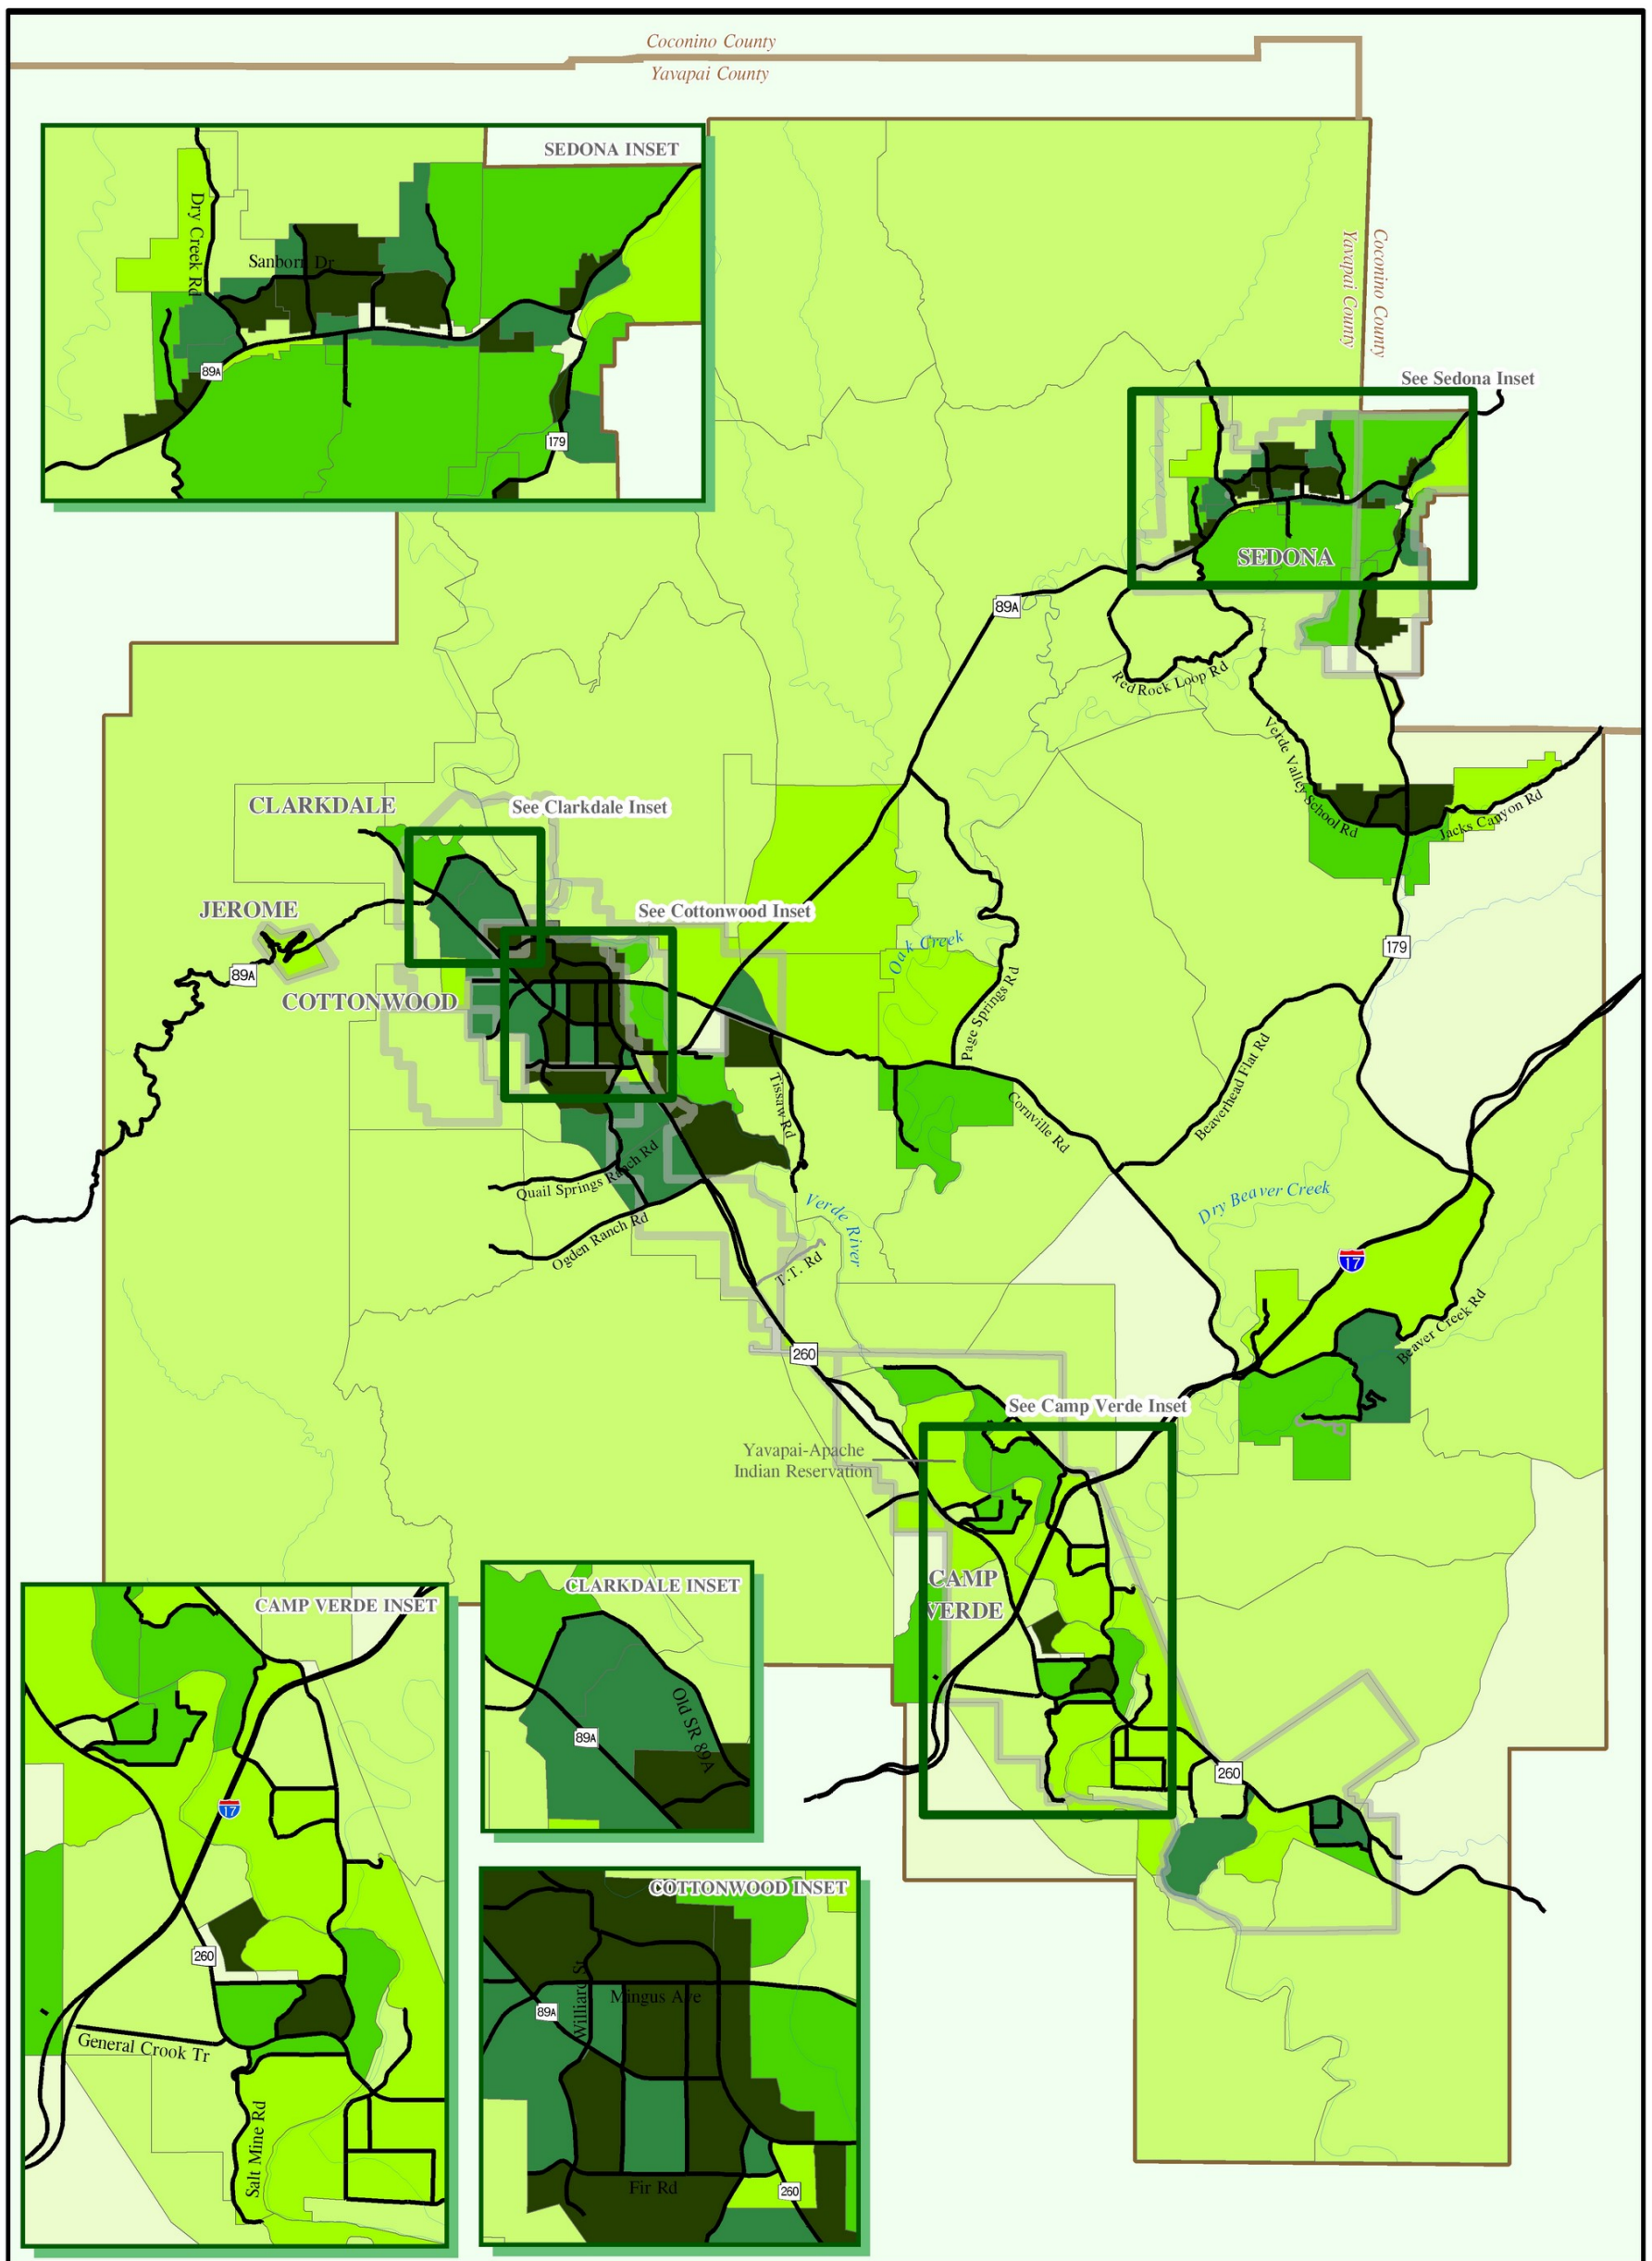 Coconino County
Yavapai County
SEDONA INSET
Dry Creek Rd
Sanborn Dr
89A
179
Coconino County
Yavapai County
See Sedona Inset
SEDONA
89A
Red Rock Loop Rd
Verde Valley School Rd
Jacks Canyon Rd
CLARKDALE
See Clarkdale Inset
JEROME
See Cottonwood Inset
89A
COTTONWOOD
Oak Creek
179
Page Springs Rd
Tissaw Rd
Cornville Rd
Beaverhead Flat Rd
Quail Springs Ranch Rd
Ogden Ranch Rd
Verde River
T.T. Rd
Dry Beaver Creek
17
260
Beaver Creek Rd
See Camp Verde Inset
Yavapai-Apache
Indian Reservation
CAMP
VERDE
260
CAMP VERDE INSET
17
260
General Crook Tr
Salt Mine Rd
CLARKDALE INSET
Old SR 89A
89A
COTTONWOOD INSET
Williard St
Mingus Ave
89A
Fir Rd
260